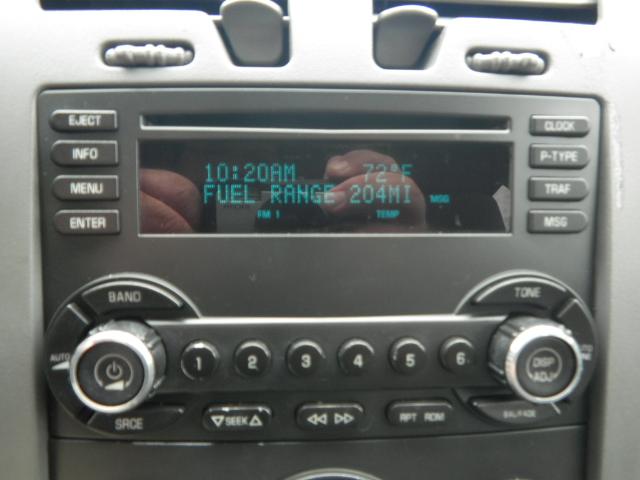 EJECT
CLOCK
INFO
P-TYPE
MENU
TRAF
ENTER
MSG
10:20AM 72°F
FUEL RANGE 204MI MSG
FM 1 TEMP
BAND
TONE
AUTO
1 2 3 4 5 6
DISP
ADJ
SRCE
SEEK
RPT RDM
BAL/FADE